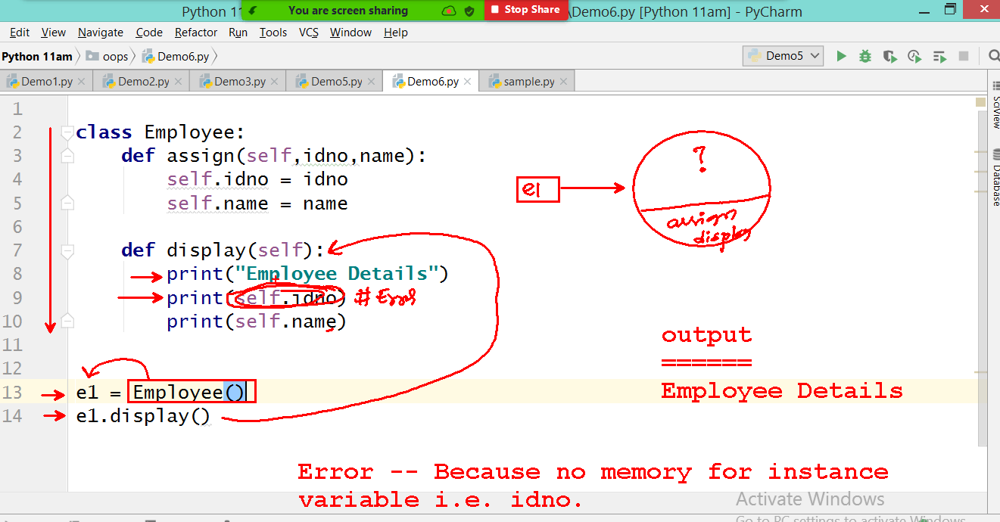 Python 1
You are screen sharing
Stop Share
\Demo6.py [Python 11am] - PyCharm
Edit View Navigate Code Refactor Run Tools VCS Window Help
Python 11am oops Demo6.py
Demo5
Demo1.py Demo2.py Demo3.py Demo5.py Demo6.py sample.py
1
2 class Employee:
3 def assign(self,idno,name):
4 self.idno = idno
5 self.name = name
6
7 def display(self):
8 print("Employee Details")
9 print(self.idno) # Error
10 print(self.name)
11
12
13 e1 = Employee()
14 e1.display()
e1
?
assign
display
output
======
Employee Details
Error -- Because no memory for instance
variable i.e. idno.
Activate Windows
Go to PC settings to activate Windows.
SciView
Database